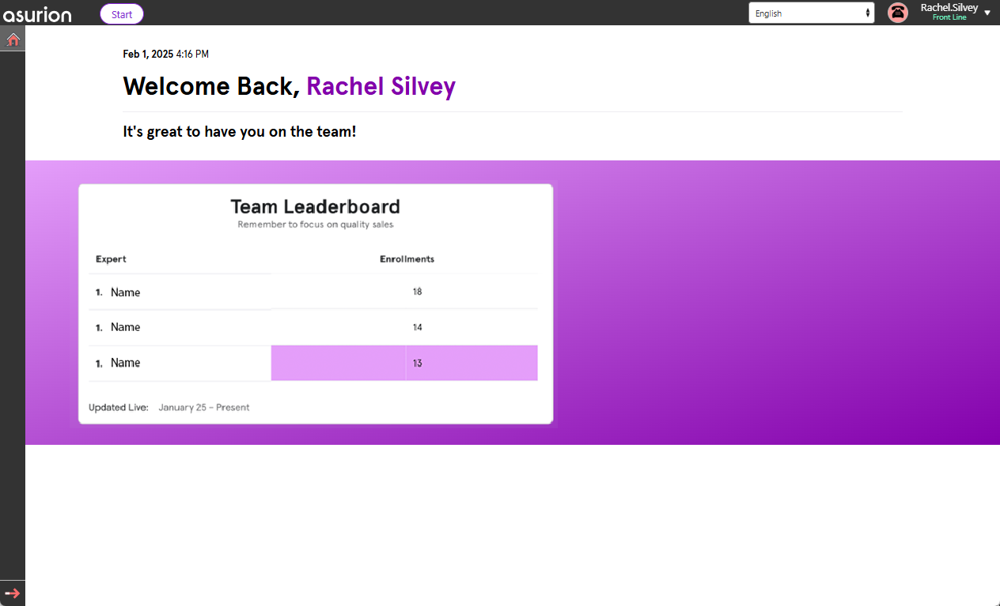 asurion
Start
English
Rachel.Silvey
Front Line
Feb 1, 2025 4:16 PM
Welcome Back, Rachel Silvey
It's great to have you on the team!
Team Leaderboard
Remember to focus on quality sales
Expert Enrollments
1. Name 18
1. Name 14
1. Name 13
Updated Live: January 25 – Present